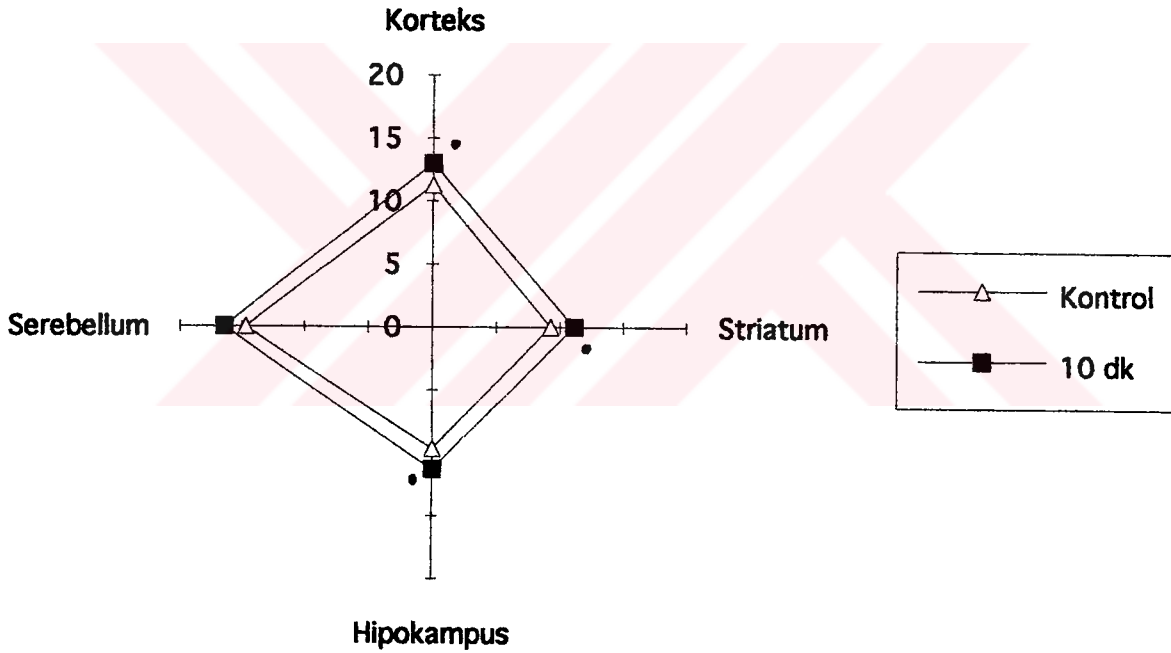 Korteks
20
15
10
5
0
Serebellum
Striatum
Hipokampus
Kontrol
10 dk